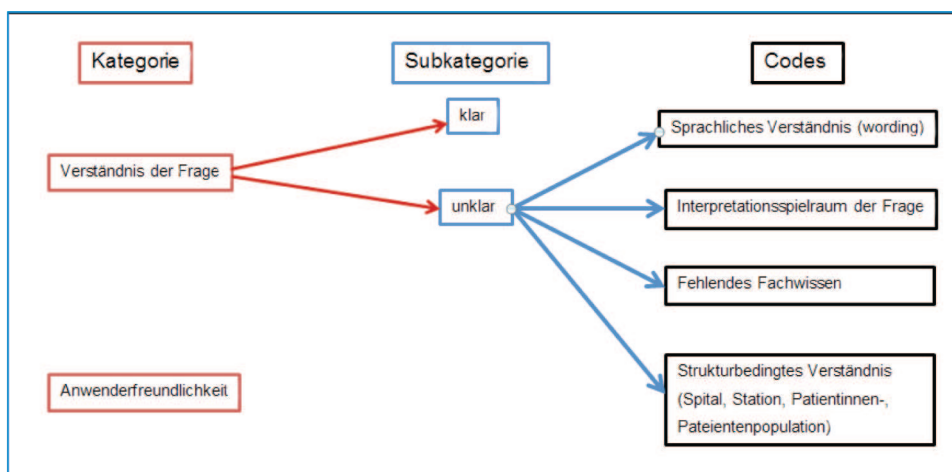 Kategorie
Subkategorie
Codes
klar
Sprachliches Verständnis (wording)
Verständnis der Frage
unklar
Interpretationsspielraum der Frage
Fehlendes Fachwissen
Anwenderfreundlichkeit
Strukturbedingtes Verständnis
(Spital, Station, Patientinnen-,
Pateientenpopulation)